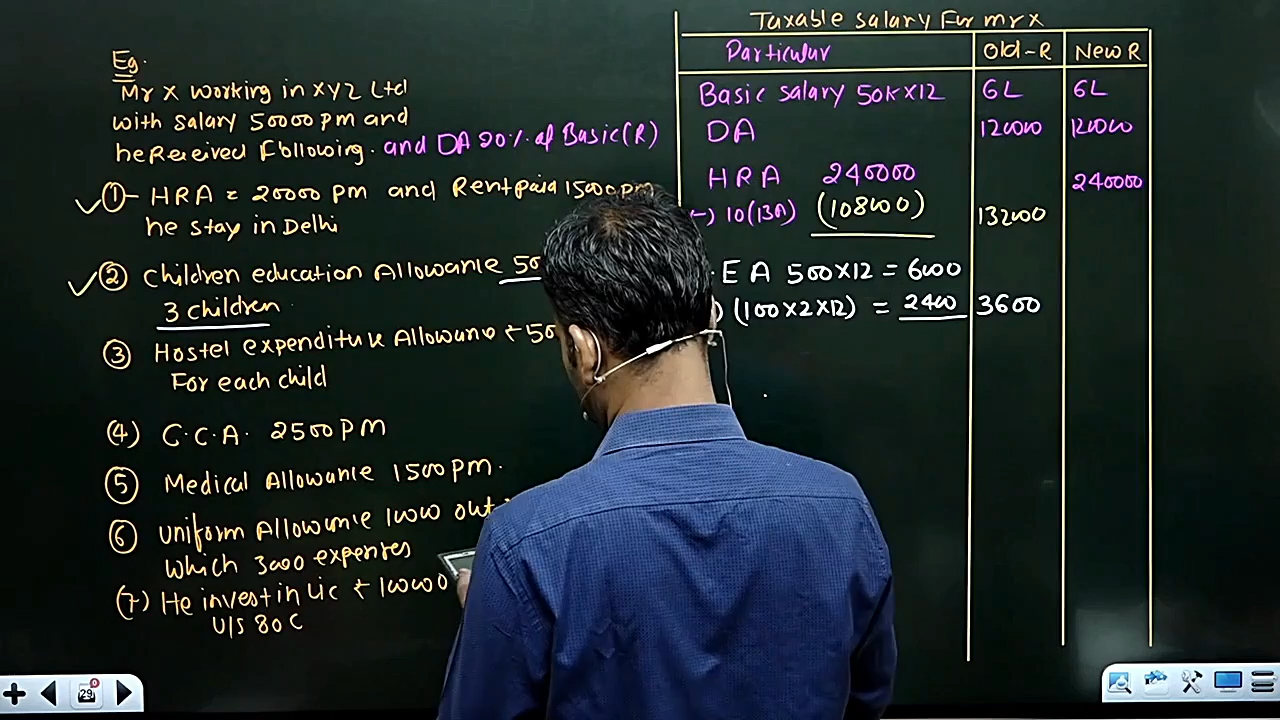 Eg.
Mr X working in XYZ Ltd
with salary 50000 pm and
he Received Following. and DA 20% of Basic (R)
① - HRA = 20000 pm and Rent paid 15000 pm
he stay in Delhi
② Children education Allowance 50
3 children
③ Hostel expenditure Allowance ₹ 50
For each child
(4) C.C.A. 2500 pm
⑤ Medical Allowance 1500 pm.
⑥ Uniform Allowance out
which 3000 expenses
(7) He invest in Lic ₹
U/s 80 C
Taxable salary For mr x
Particular Old-R New R
Basic salary 50K×12 6L 6L
DA 120000 120000
HRA 240000 240000
(-) 10(13A) (108000) 132000
E A 500×12 = 6000
(100×2×12) = 2400 3600
29
0